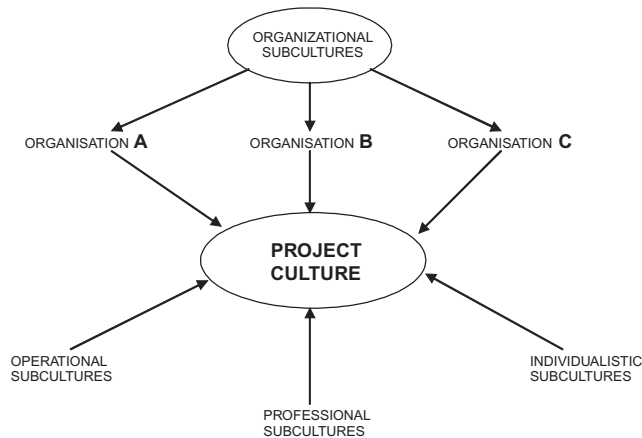 ORGANIZATIONAL
SUBCULTURES
ORGANISATION A
ORGANISATION B
ORGANISATION C
PROJECT
CULTURE
OPERATIONAL
SUBCULTURES
INDIVIDUALISTIC
SUBCULTURES
PROFESSIONAL
SUBCULTURES